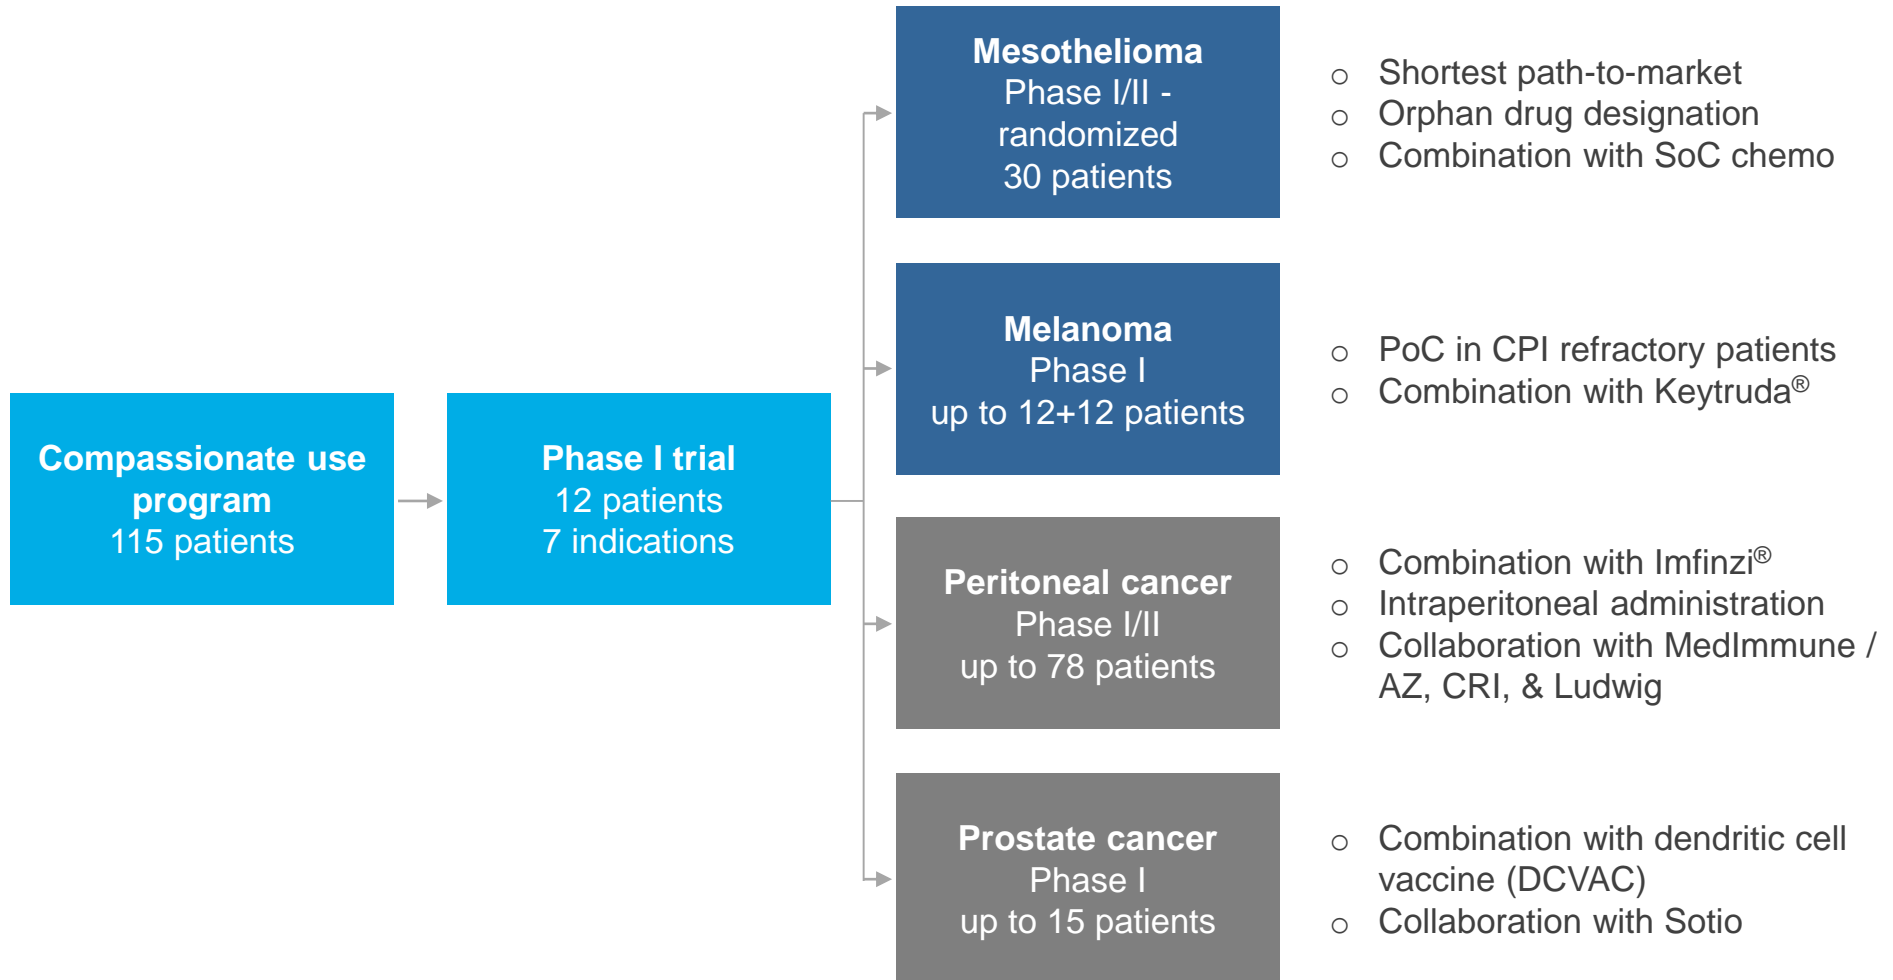 Compassionate use
program
115 patients
Phase I trial
12 patients
7 indications
Mesothelioma
Phase I/II -
randomized
30 patients
○ Shortest path-to-market
○ Orphan drug designation
○ Combination with SoC chemo
Melanoma
Phase I
up to 12+12 patients
○ PoC in CPI refractory patients
○ Combination with Keytruda®
Peritoneal cancer
Phase I/II
up to 78 patients
○ Combination with Imfinzi®
○ Intraperitoneal administration
○ Collaboration with MedImmune /
AZ, CRI, & Ludwig
Prostate cancer
Phase I
up to 15 patients
○ Combination with dendritic cell
vaccine (DCVAC)
○ Collaboration with Sotio